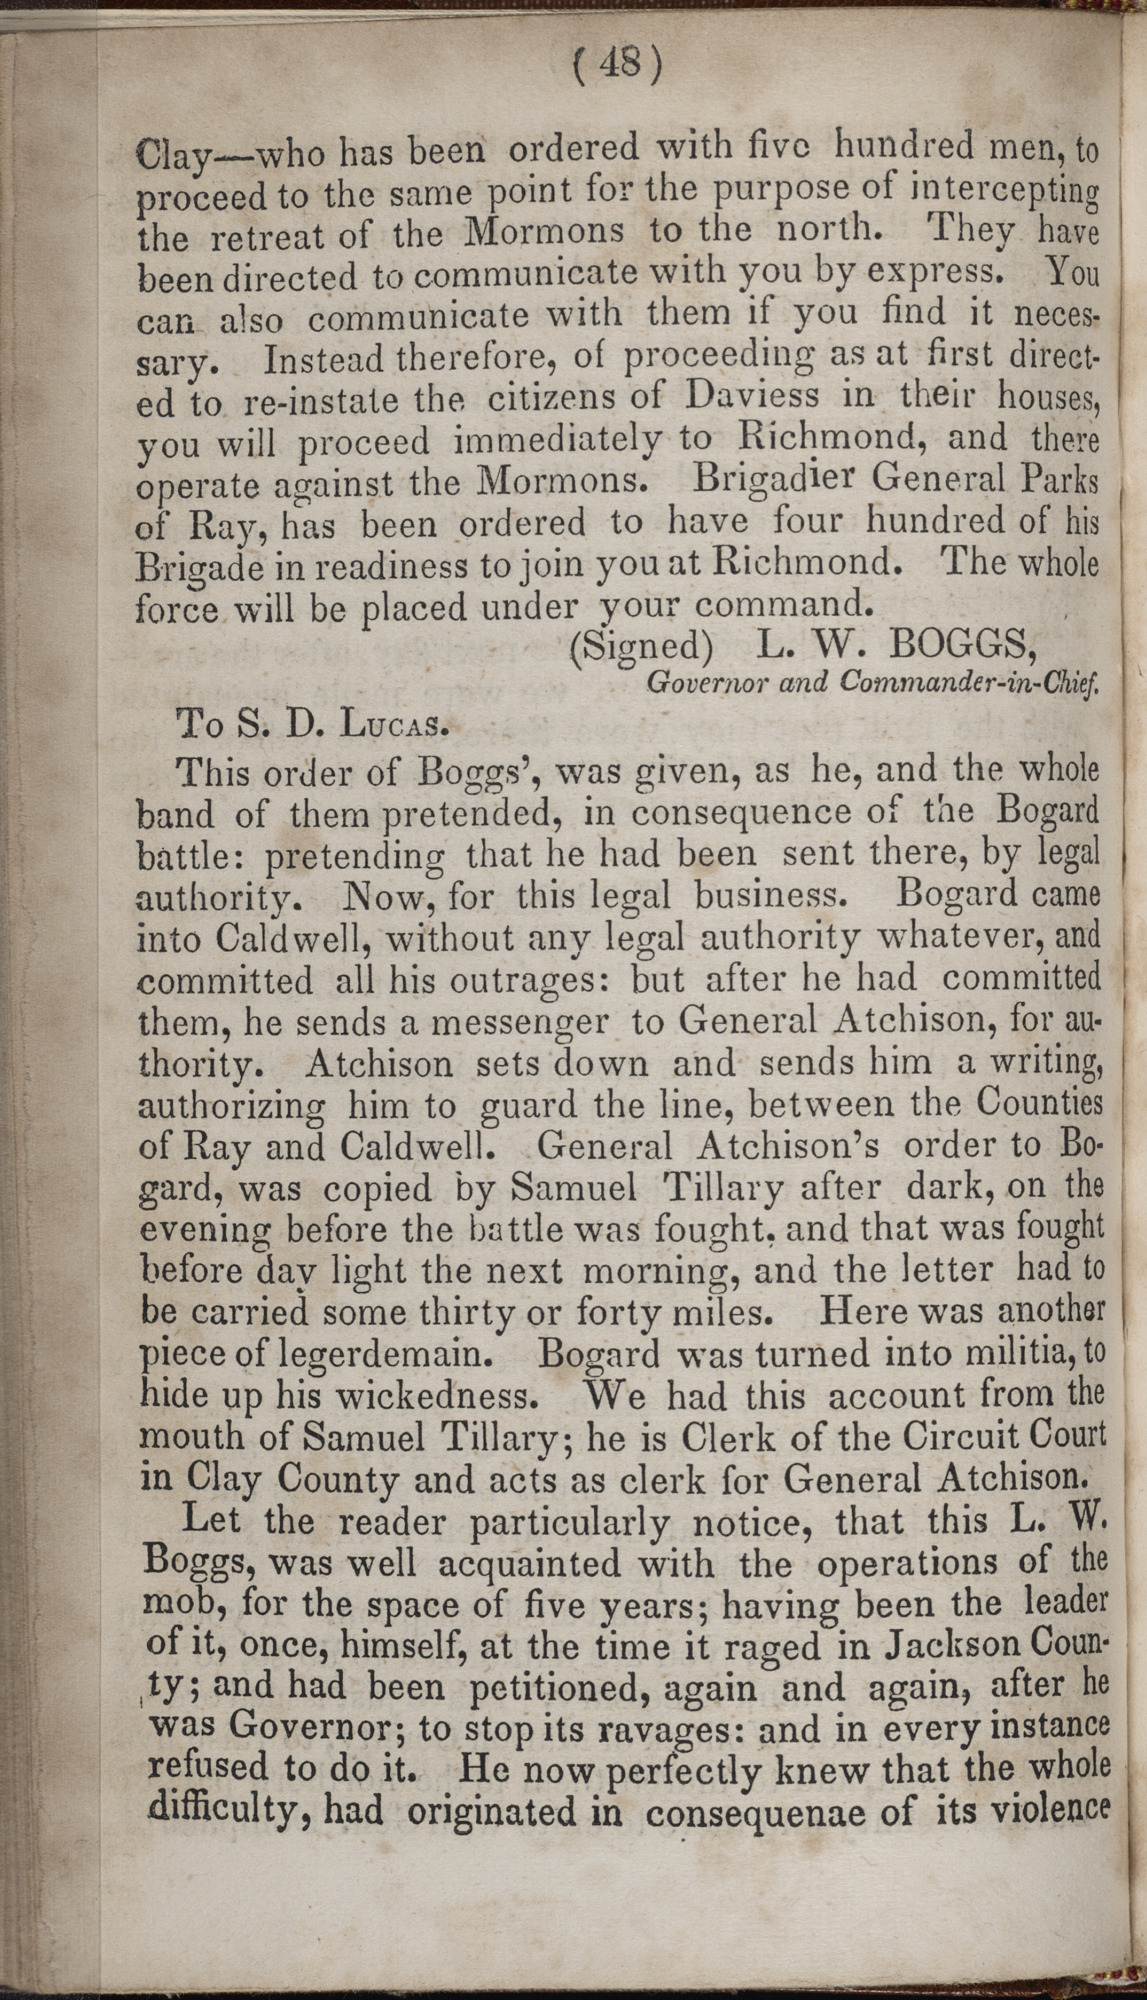 ( 48 )
Clay—who has been ordered with five hundred men, to
proceed to the same point for the purpose of intercepting
the retreat of the Mormons to the north. They have
been directed to communicate with you by express. You
can also communicate with them if you find it neces-
sary. Instead therefore, of proceeding as at first direct-
ed to re-instate the citizens of Daviess in their houses,
you will proceed immediately to Richmond, and there
operate against the Mormons. Brigadier General Parks
of Ray, has been ordered to have four hundred of his
Brigade in readiness to join you at Richmond. The whole
force will be placed under your command.
(Signed) L. W. BOGGS,
Governor and Commander-in-Chief.
To S. D. Lucas.
This order of Boggs', was given, as he, and the whole
band of them pretended, in consequence of the Bogard
battle: pretending that he had been sent there, by legal
authority. Now, for this legal business. Bogard came
into Caldwell, without any legal authority whatever, and
committed all his outrages: but after he had committed
them, he sends a messenger to General Atchison, for au-
thority. Atchison sets down and sends him a writing,
authorizing him to guard the line, between the Counties
of Ray and Caldwell. General Atchison's order to Bo-
gard, was copied by Samuel Tillary after dark, on the
evening before the battle was fought, and that was fought
before day light the next morning, and the letter had to
be carried some thirty or forty miles. Here was another
piece of legerdemain. Bogard was turned into militia, to
hide up his wickedness. We had this account from the
mouth of Samuel Tillary; he is Clerk of the Circuit Court
in Clay County and acts as clerk for General Atchison.
Let the reader particularly notice, that this L. W.
Boggs, was well acquainted with the operations of the
mob, for the space of five years; having been the leader
of it, once, himself, at the time it raged in Jackson Coun-
ty; and had been petitioned, again and again, after he
was Governor; to stop its ravages: and in every instance
refused to do it. He now perfectly knew that the whole
difficulty, had originated in consequenae of its violence